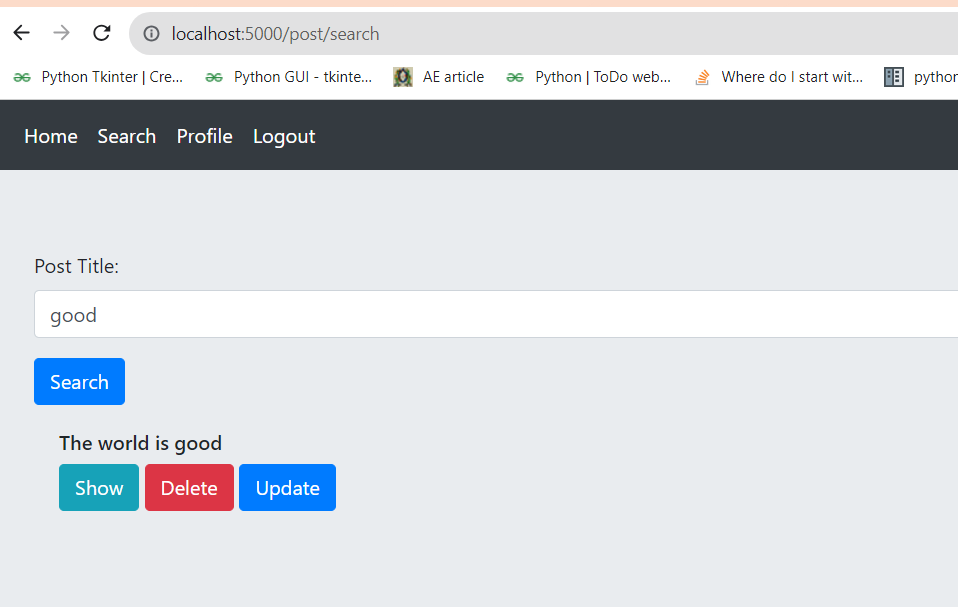 localhost:5000/post/search
Python Tkinter | Cre... Python GUI - tkinte... AE article Python | ToDo web... Where do I start wit... python
Home Search Profile Logout
Post Title:
good
Search
The world is good
Show Delete Update